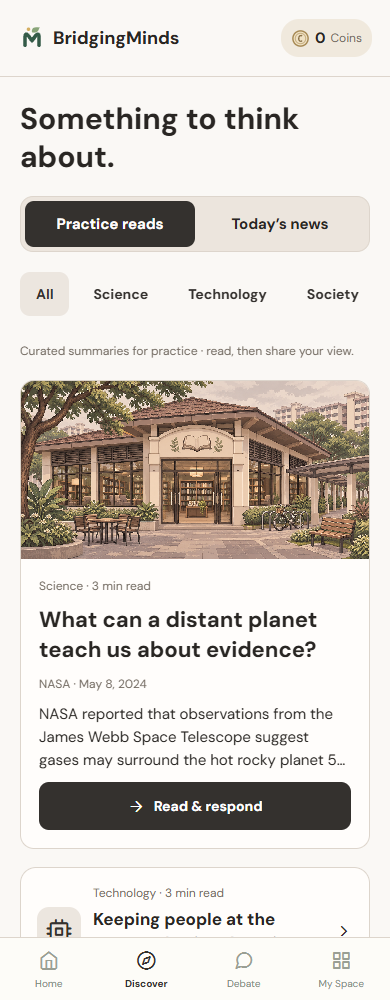 BridgingMinds
0 Coins
Something to think
about.
Practice reads
Today's news
All
Science
Technology
Society
Curated summaries for practice · read, then share your view.
Science · 3 min read
What can a distant planet
teach us about evidence?
NASA · May 8, 2024
NASA reported that observations from the
James Webb Space Telescope suggest
gases may surround the hot rocky planet 5...
→ Read & respond
Technology · 3 min read
Keeping people at the
Home
Discover
Debate
My Space